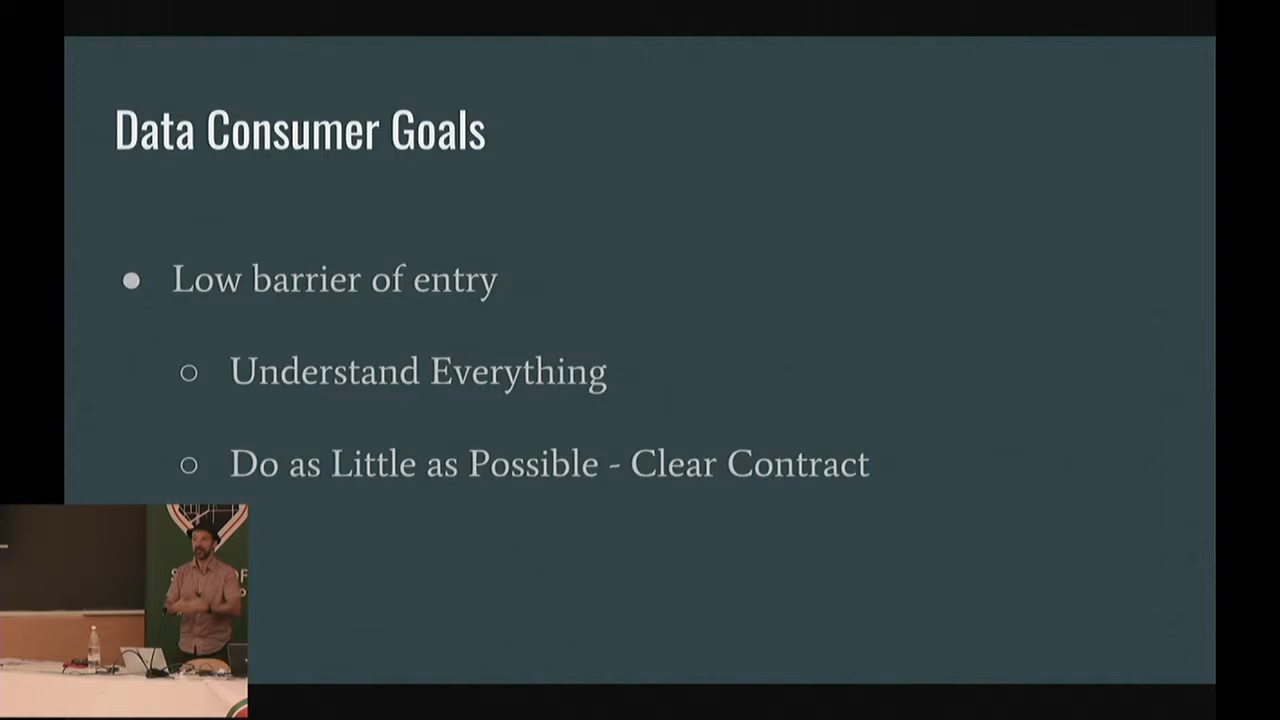 Data Consumer Goals
● Low barrier of entry
○ Understand Everything
○ Do as Little as Possible - Clear Contract